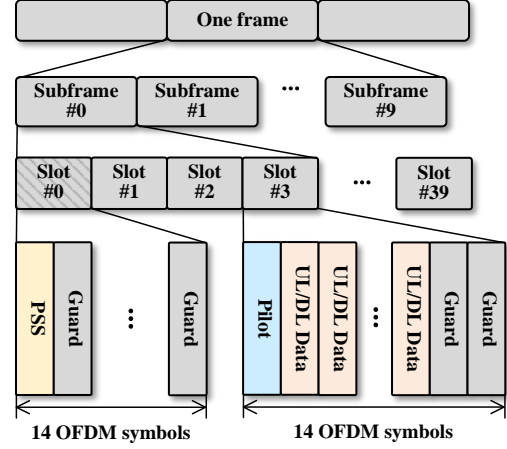 One frame
Subframe
#0
Subframe
#1
...
Subframe
#9
Slot
#0
Slot
#1
Slot
#2
Slot
#3
...
Slot
#39
PSS
Guard
...
Guard
Pilot
UL/DL Data
UL/DL Data
...
UL/DL Data
Guard
Guard
14 OFDM symbols
14 OFDM symbols